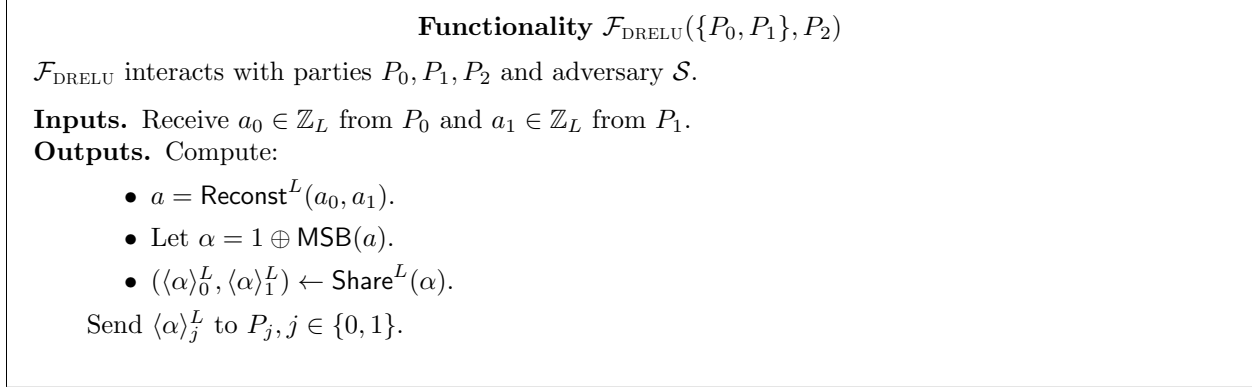 Functionality $\mathcal{F}_{\text{DRELU}}(\{P_0, P_1\}, P_2)$
$\mathcal{F}_{\text{DRELU}}$ interacts with parties $P_0, P_1, P_2$ and adversary $\mathcal{S}$.
Inputs. Receive $a_0 \in \mathbb{Z}_L$ from $P_0$ and $a_1 \in \mathbb{Z}_L$ from $P_1$.
Outputs. Compute:
• $a = \mathsf{Reconst}^L(a_0, a_1)$.
• Let $\alpha = 1 \oplus \mathsf{MSB}(a)$.
• $(\langle\alpha\rangle_0^L, \langle\alpha\rangle_1^L) \leftarrow \mathsf{Share}^L(\alpha)$.
Send $\langle\alpha\rangle_j^L$ to $P_j, j \in \{0, 1\}$.